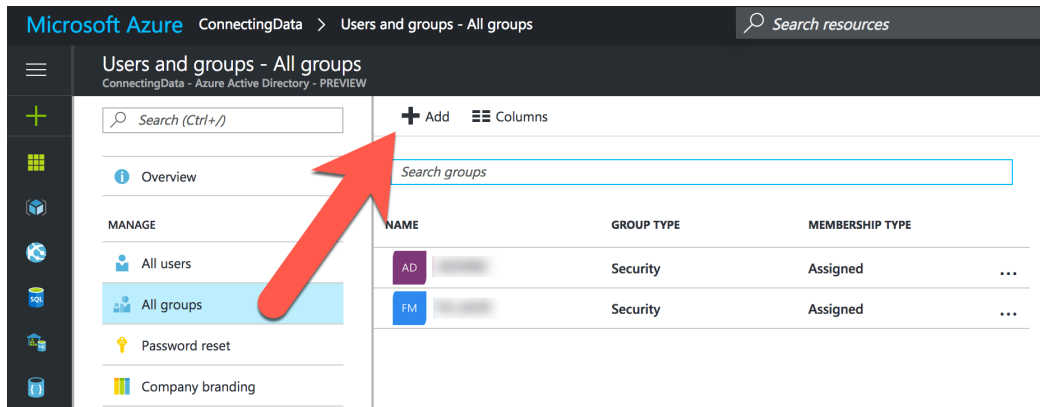 Microsoft Azure ConnectingData > Users and groups - All groups Search resources
Users and groups - All groups
ConnectingData - Azure Active Directory - PREVIEW
Search (Ctrl+/)
Add Columns
Search groups
Overview
MANAGE
NAME GROUP TYPE MEMBERSHIP TYPE
All users
AD Security Assigned ...
All groups
FM Security Assigned ...
Password reset
Company branding
SQL